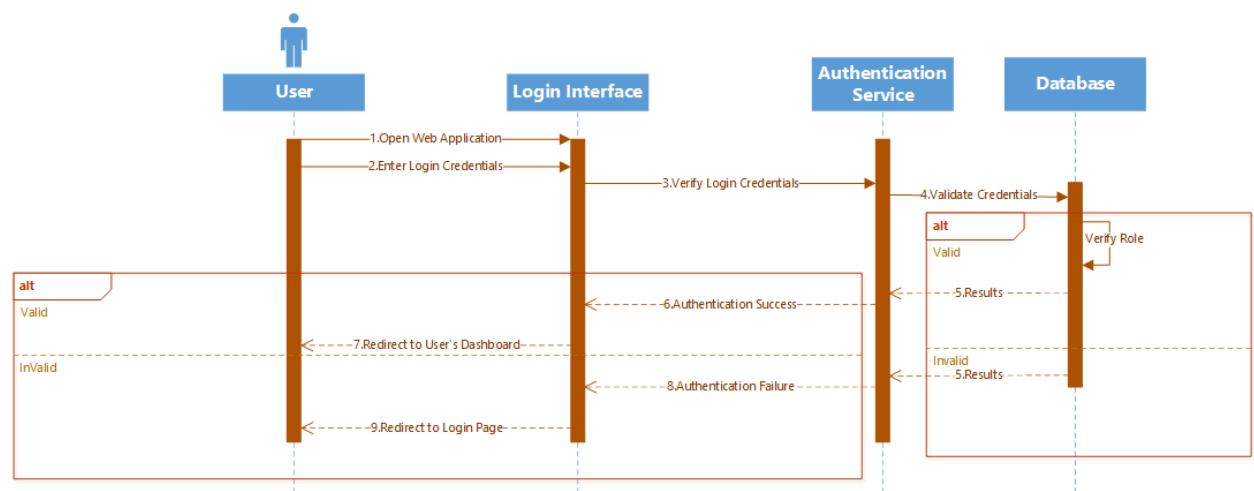 User
Login Interface
Authentication
Service
Database
1.Open Web Application
2.Enter Login Credentials
3.Verify Login Credentials
4.Validate Credentials
alt
Valid
Verify Role
alt
Valid
5.Results
6.Authentication Success
7.Redirect to User's Dashboard
InValid
Invalid
5.Results
8.Authentication Failure
9.Redirect to Login Page